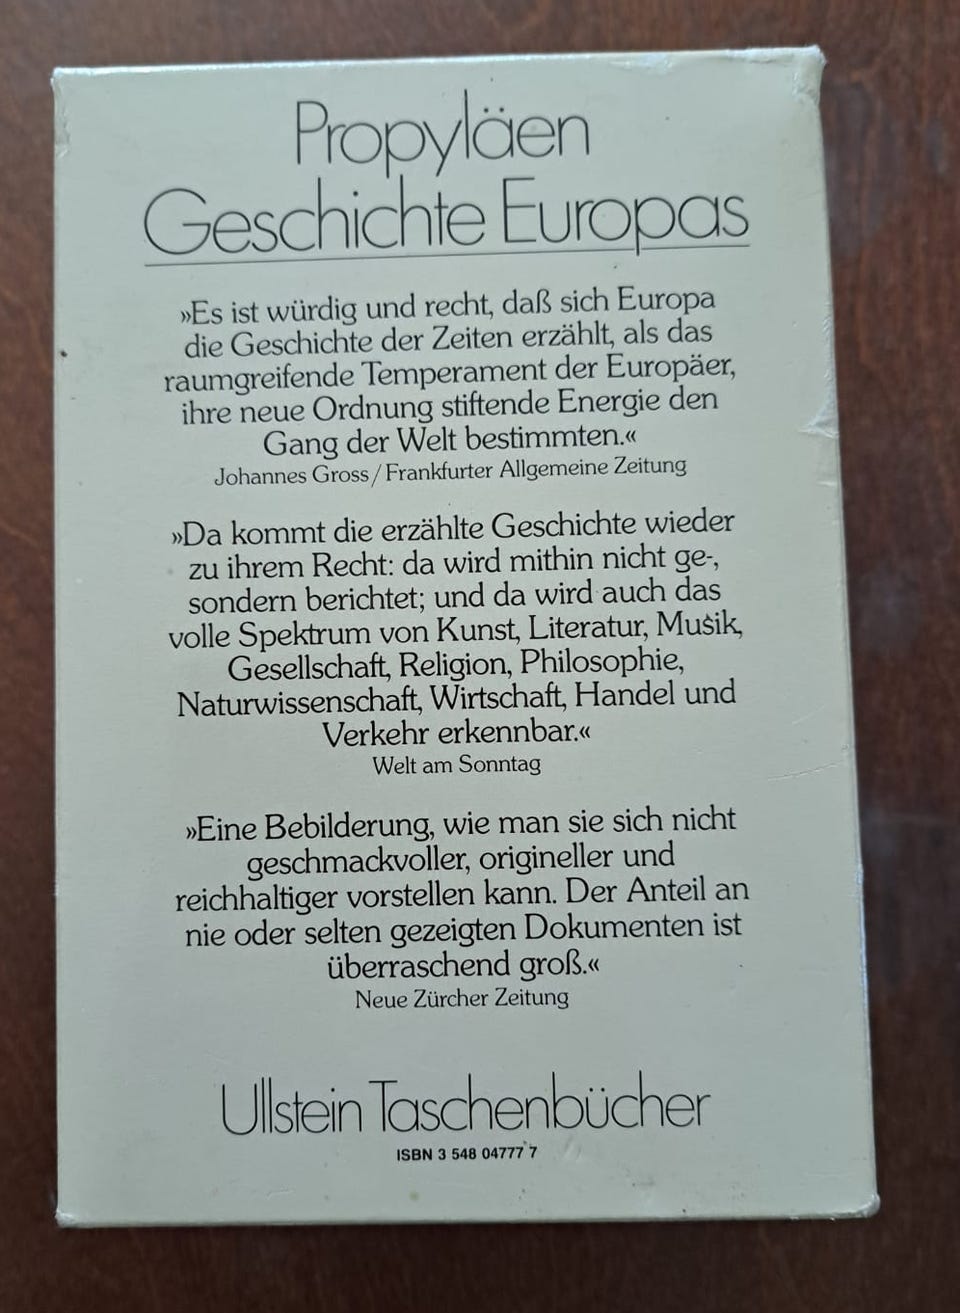 Propyläen
Geschichte Europas
»Es ist würdig und recht, daß sich Europa
die Geschichte der Zeiten erzählt, als das
raumgreifende Temperament der Europäer,
ihre neue Ordnung stiftende Energie den
Gang der Welt bestimmten.«
Johannes Gross/Frankfurter Allgemeine Zeitung
»Da kommt die erzählte Geschichte wieder
zu ihrem Recht: da wird mithin nicht ge-,
sondern berichtet; und da wird auch das
volle Spektrum von Kunst, Literatur, Musik,
Gesellschaft, Religion, Philosophie,
Naturwissenschaft, Wirtschaft, Handel und
Verkehr erkennbar.«
Welt am Sonntag
»Eine Bebilderung, wie man sie sich nicht
geschmackvoller, origineller und
reichhaltiger vorstellen kann. Der Anteil an
nie oder selten gezeigten Dokumenten ist
überraschend groß.«
Neue Zürcher Zeitung
Ullstein Taschenbücher
ISBN 3 548 04777 7